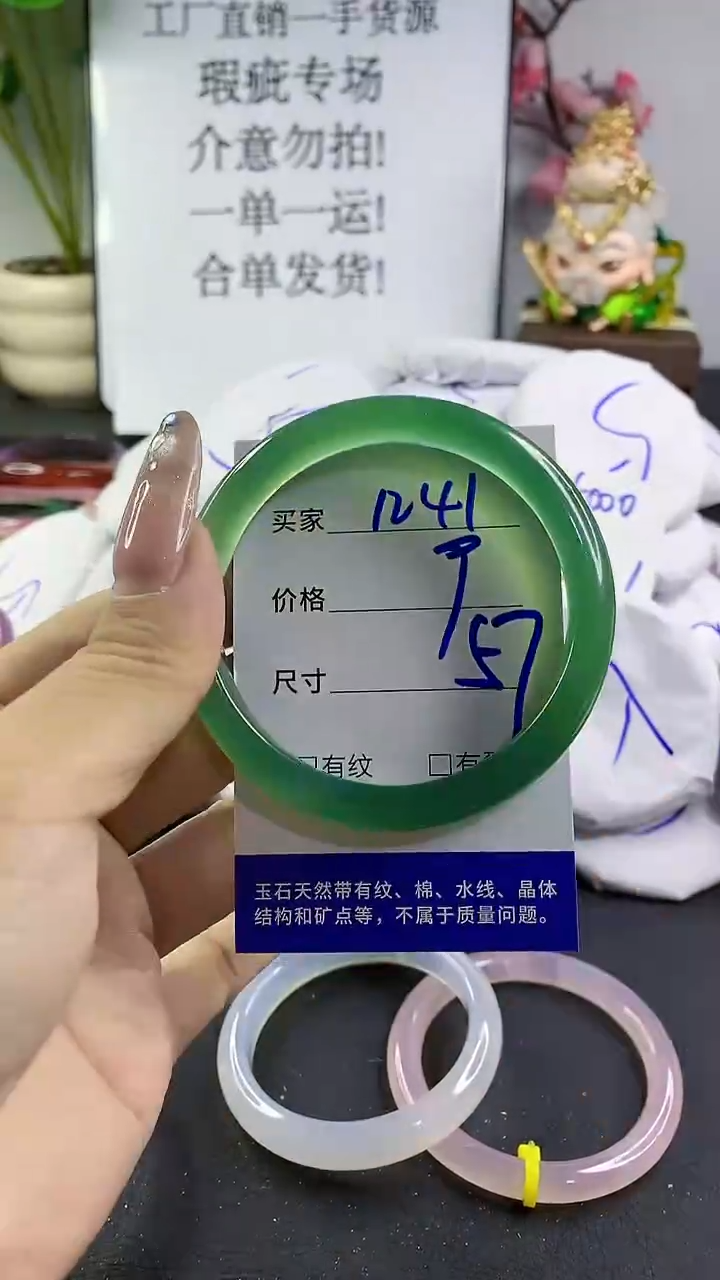 工厂直销一手货源
瑕疵专场
介意勿拍!
一单一运!
合单发货!
买家 1241
价格 9
尺寸 57
□有纹 □有
玉石天然带有纹、棉、水线、晶体
结构和矿点等，不属于质量问题。